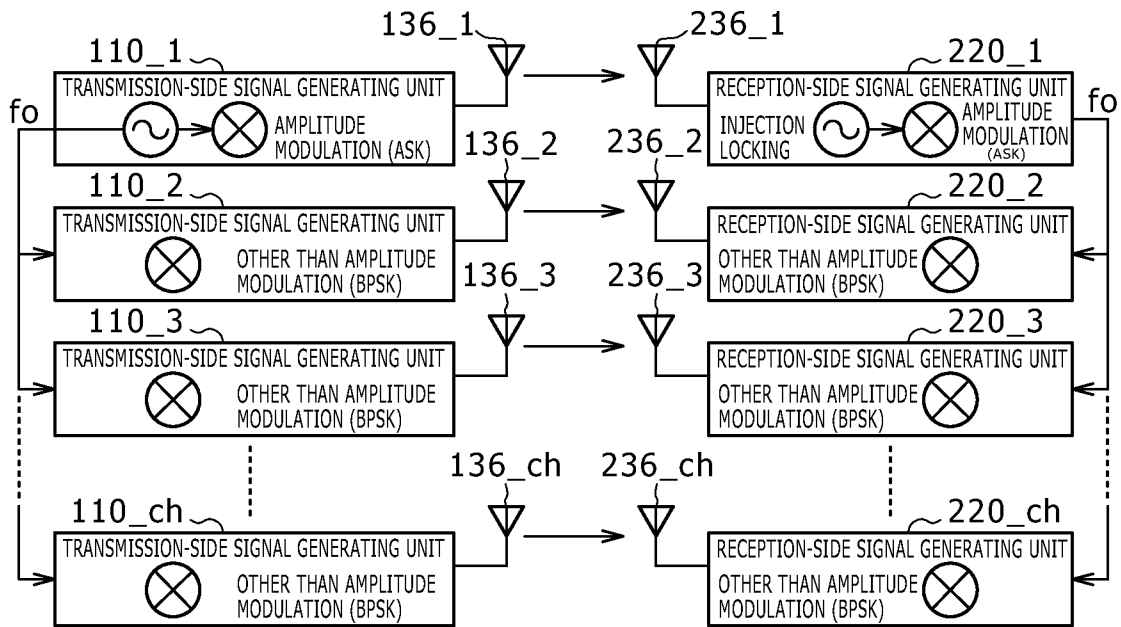 136_1
236_1
110_1
220_1
TRANSMISSION-SIDE SIGNAL GENERATING UNIT
RECEPTION-SIDE SIGNAL GENERATING UNIT
fo
AMPLITUDE
MODULATION (ASK)
INJECTION
LOCKING
AMPLITUDE
MODULATION
(ASK)
fo
136_2
236_2
110_2
220_2
TRANSMISSION-SIDE SIGNAL GENERATING UNIT
RECEPTION-SIDE SIGNAL GENERATING UNIT
OTHER THAN AMPLITUDE
MODULATION (BPSK)
OTHER THAN AMPLITUDE
MODULATION (BPSK)
136_3
236_3
110_3
220_3
TRANSMISSION-SIDE SIGNAL GENERATING UNIT
RECEPTION-SIDE SIGNAL GENERATING UNIT
OTHER THAN AMPLITUDE
MODULATION (BPSK)
OTHER THAN AMPLITUDE
MODULATION (BPSK)
136_ch
236_ch
110_ch
220_ch
TRANSMISSION-SIDE SIGNAL GENERATING UNIT
RECEPTION-SIDE SIGNAL GENERATING UNIT
OTHER THAN AMPLITUDE
MODULATION (BPSK)
OTHER THAN AMPLITUDE
MODULATION (BPSK)